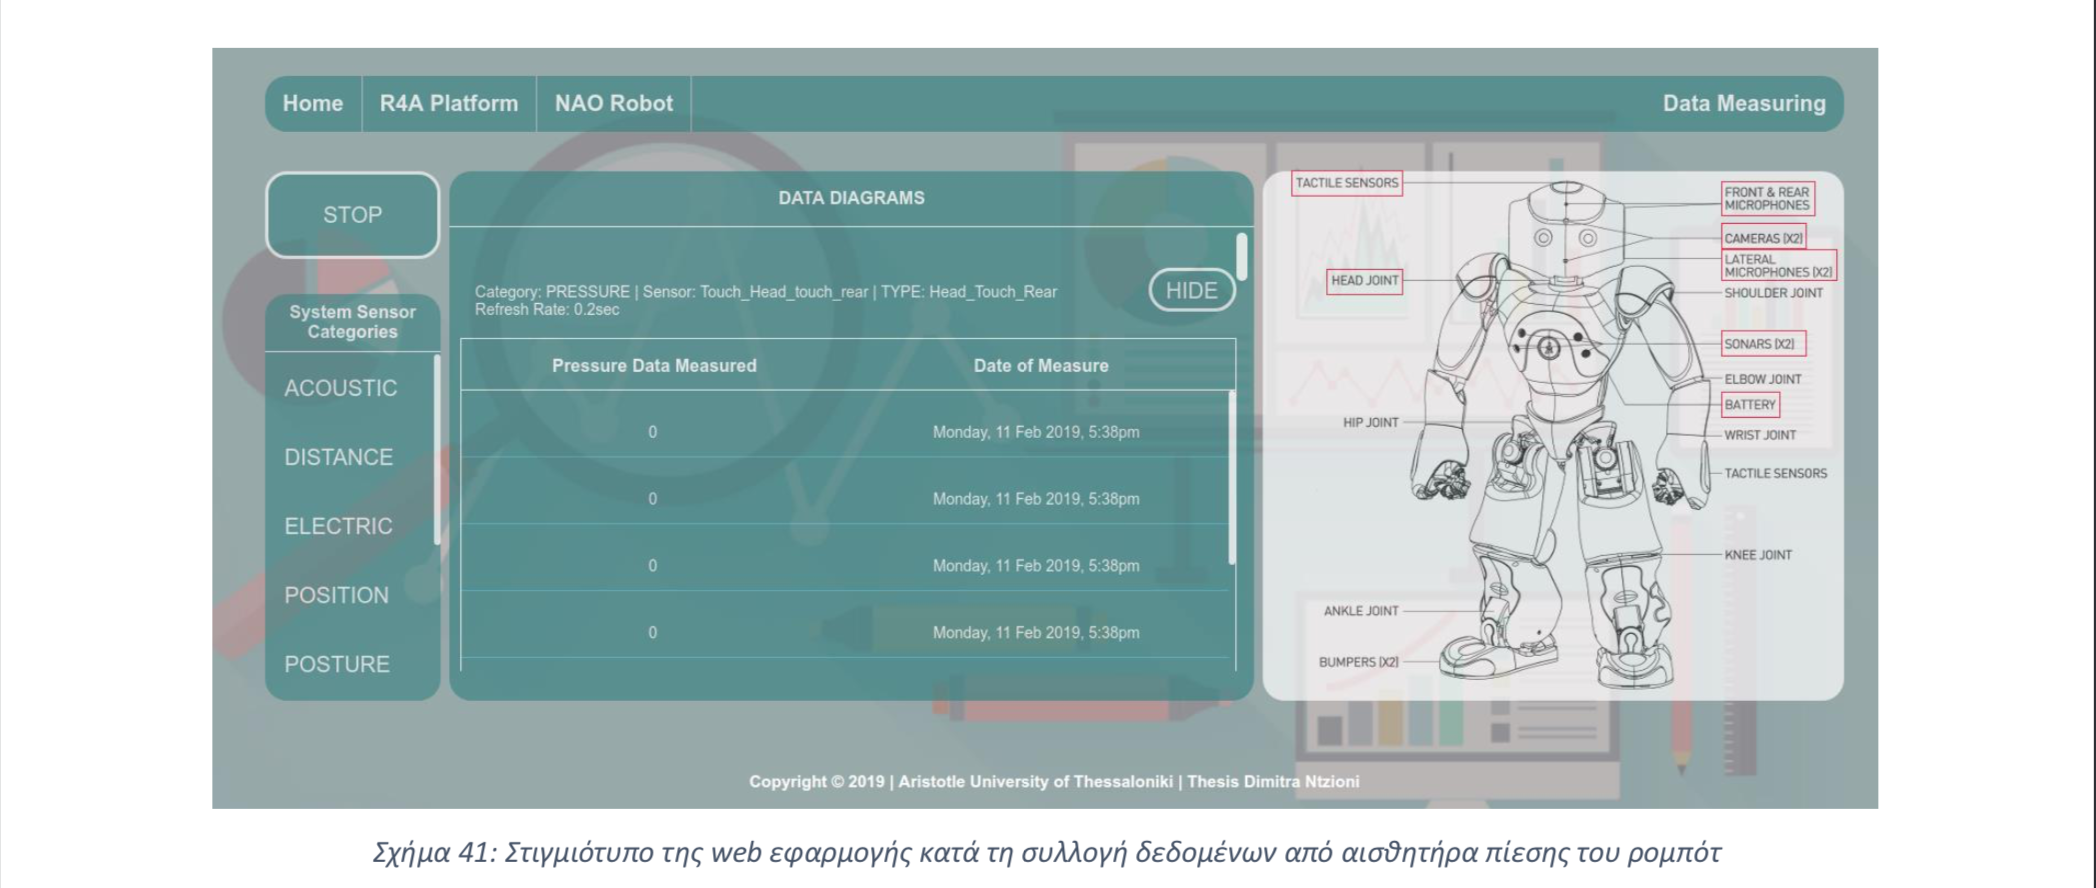 Home
R4A Platform
NAO Robot
Data Measuring
STOP
System Sensor
Categories
ACOUSTIC
DISTANCE
ELECTRIC
POSITION
POSTURE
DATA DIAGRAMS
Category: PRESSURE | Sensor: Touch_Head_touch_rear | TYPE: Head_Touch_Rear
Refresh Rate: 0.2sec
HIDE
Pressure Data Measured
Date of Measure
0
Monday, 11 Feb 2019, 5:38pm
0
Monday, 11 Feb 2019, 5:38pm
0
Monday, 11 Feb 2019, 5:38pm
0
Monday, 11 Feb 2019, 5:38pm
TACTILE SENSORS
HEAD JOINT
HIP JOINT
ANKLE JOINT
BUMPERS (X2)
FRONT & REAR
MICROPHONES
CAMERAS (X2)
LATERAL
MICROPHONES (X2)
SHOULDER JOINT
SONARS (X2)
ELBOW JOINT
BATTERY
WRIST JOINT
TACTILE SENSORS
KNEE JOINT
Copyright © 2019 | Aristotle University of Thessaloniki | Thesis Dimitra Ntzioni
Σχήμα 41: Στιγμιότυπο της web εφαρμογής κατά τη συλλογή δεδομένων από αισθητήρα πίεσης του ρομπότ